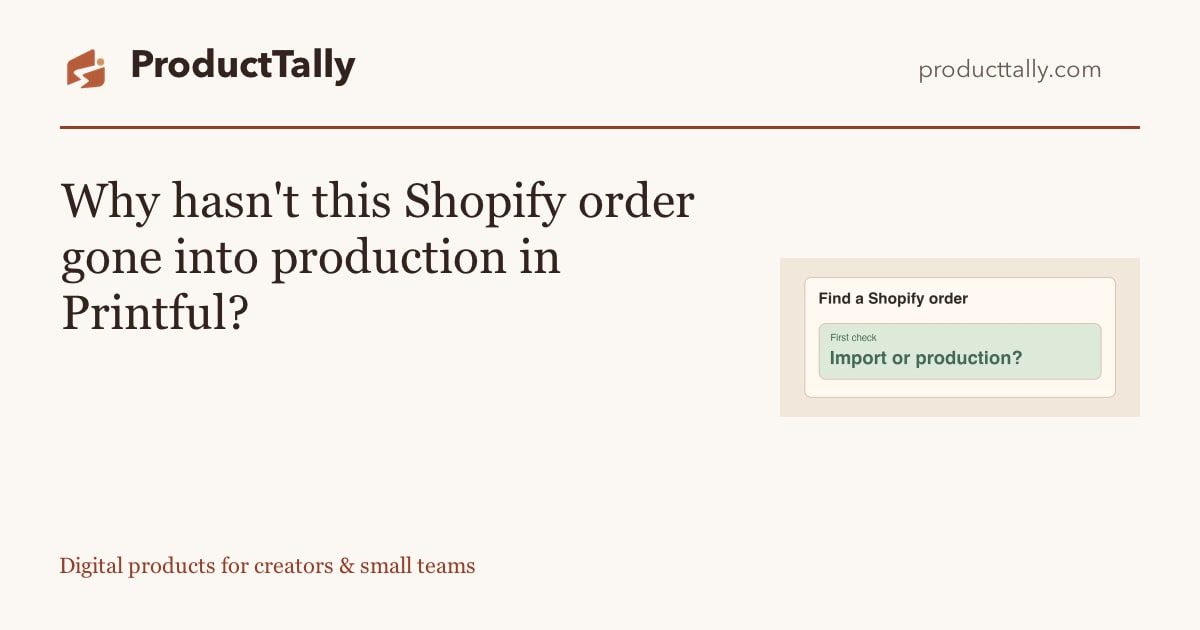 ProductTally
producttally.com
Why hasn't this Shopify order
gone into production in
Printful?
Find a Shopify order
First check
Import or production?
Digital products for creators & small teams